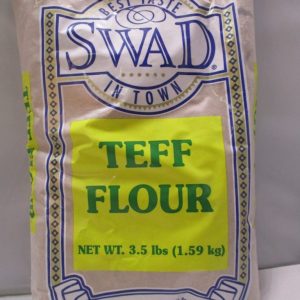 BEST TASTE
SWAD®
IN TOWN
TEFF
FLOUR
NET WT. 3.5 lbs (1.59 kg)